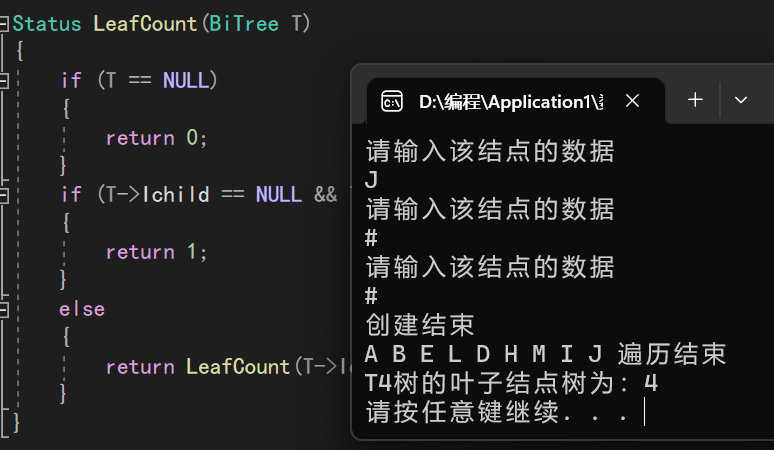 Status LeafCount(BiTree T)
{
if (T == NULL)
{
return 0;
}
if (T->lchild == NULL &&
{
return 1;
}
else
{
return LeafCount(T->lc
}
}
D:\编程\Application1\
请输入该结点的数据
J
请输入该结点的数据
#
请输入该结点的数据
#
创建结束
A B E L D H M I J 遍历结束
T4树的叶子结点树为: 4
请按任意键继续. . .